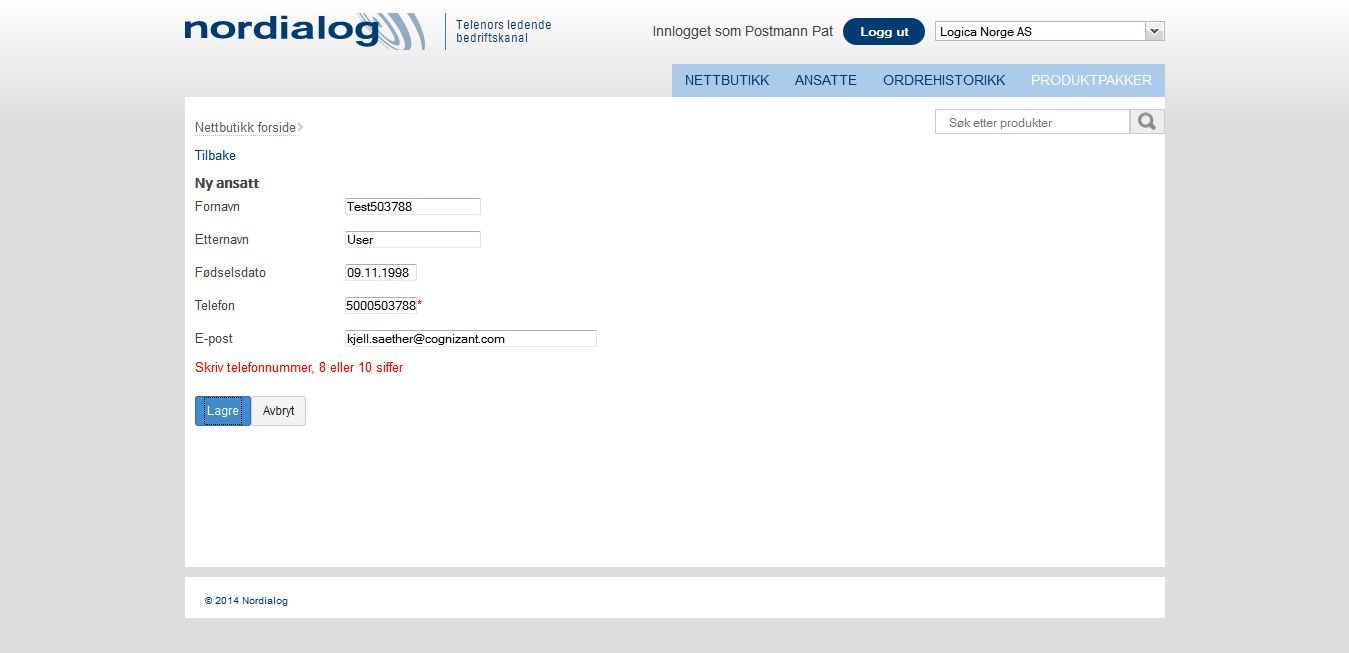 nordialog
Telenors ledende
bedriftskanal
Innlogget som Postmann Pat
Logg ut
Logica Norge AS
NETTBUTIKK ANSATTE ORDREHISTORIKK PRODUKTPAKKER
Nettbutikk forside
Søk etter produkter
Tilbake
Ny ansatt
Fornavn Test503788
Etternavn User
Fødselsdato 09.11.1998
Telefon 5000503788*
E-post kjell.saether@cognizant.com
Skriv telefonnummer, 8 eller 10 siffer
Lagre Avbryt
© 2014 Nordialog